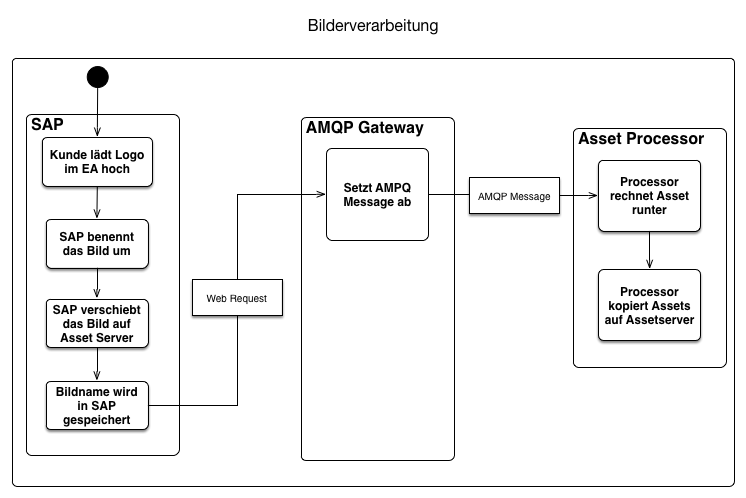 Bilderverarbeitung
SAP
Kunde lädt Logo
im EA hoch
SAP benennt
das Bild um
SAP verschiebt
das Bild auf
Asset Server
Bildname wird
in SAP
gespeichert
Web Request
AMQP Gateway
Setzt AMPQ
Message ab
AMQP Message
Asset Processor
Processor
rechnet Asset
runter
Processor
kopiert Assets
auf Assetserver